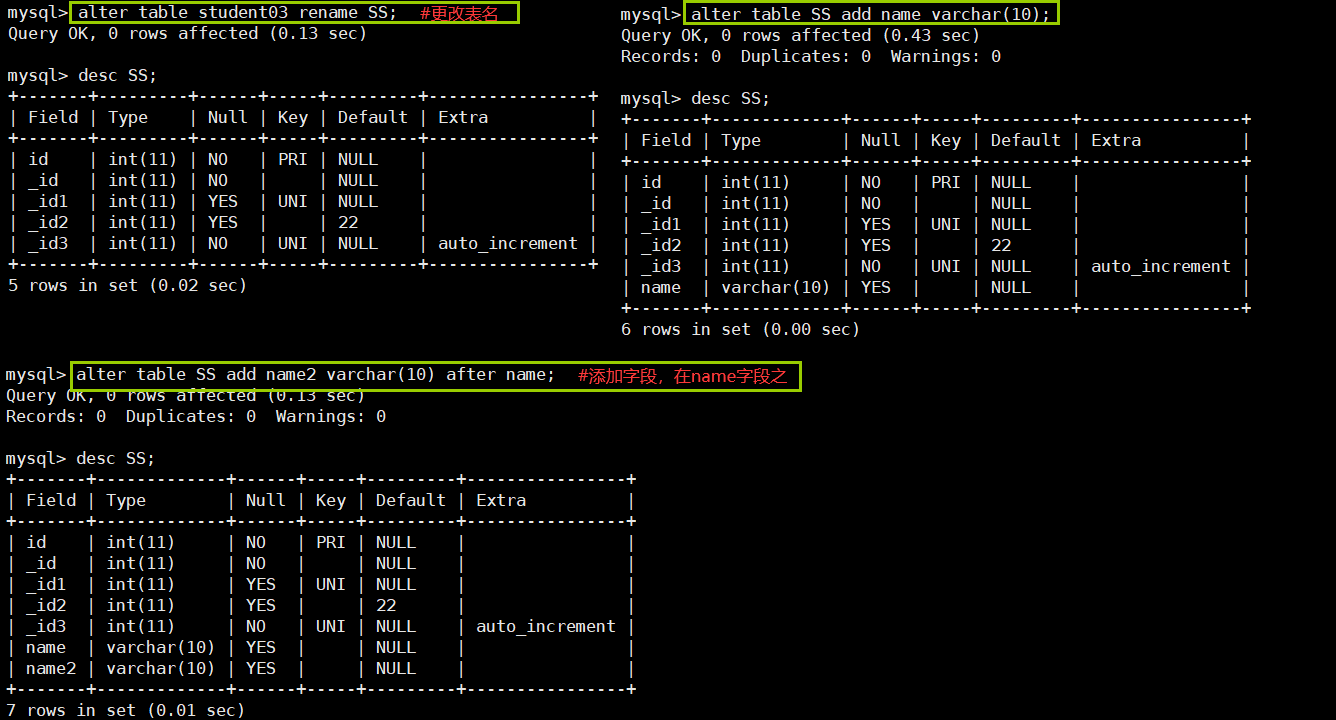 mysql> alter table student03 rename SS;  #更改表名
Query OK, 0 rows affected (0.13 sec)
mysql> desc SS;
+-------+---------+------+-----+---------+----------------+
| Field | Type    | Null | Key | Default | Extra          |
+-------+---------+------+-----+---------+----------------+
| id    | int(11) | NO   | PRI | NULL    |                |
| _id   | int(11) | NO   |     | NULL    |                |
| _id1  | int(11) | YES  | UNI | NULL    |                |
| _id2  | int(11) | YES  |     | 22      |                |
| _id3  | int(11) | NO   | UNI | NULL    | auto_increment |
+-------+---------+------+-----+---------+----------------+
5 rows in set (0.02 sec)
mysql> alter table SS add name varchar(10);
Query OK, 0 rows affected (0.43 sec)
Records: 0  Duplicates: 0  Warnings: 0
mysql> desc SS;
+-------+-------------+------+-----+---------+----------------+
| Field | Type        | Null | Key | Default | Extra          |
+-------+-------------+------+-----+---------+----------------+
| id    | int(11)     | NO   | PRI | NULL    |                |
| _id   | int(11)     | NO   |     | NULL    |                |
| _id1  | int(11)     | YES  | UNI | NULL    |                |
| _id2  | int(11)     | YES  |     | 22      |                |
| _id3  | int(11)     | NO   | UNI | NULL    | auto_increment |
| name  | varchar(10) | YES  |     | NULL    |                |
+-------+-------------+------+-----+---------+----------------+
6 rows in set (0.00 sec)
mysql> alter table SS add name2 varchar(10) after name;  #添加字段，在name字段之
Query OK, 0 rows affected (0.13 sec)
Records: 0  Duplicates: 0  Warnings: 0
mysql> desc SS;
+-------+-------------+------+-----+---------+----------------+
| Field | Type        | Null | Key | Default | Extra          |
+-------+-------------+------+-----+---------+----------------+
| id    | int(11)     | NO   | PRI | NULL    |                |
| _id   | int(11)     | NO   |     | NULL    |                |
| _id1  | int(11)     | YES  | UNI | NULL    |                |
| _id2  | int(11)     | YES  |     | 22      |                |
| _id3  | int(11)     | NO   | UNI | NULL    | auto_increment |
| name  | varchar(10) | YES  |     | NULL    |                |
| name2 | varchar(10) | YES  |     | NULL    |                |
+-------+-------------+------+-----+---------+----------------+
7 rows in set (0.01 sec)